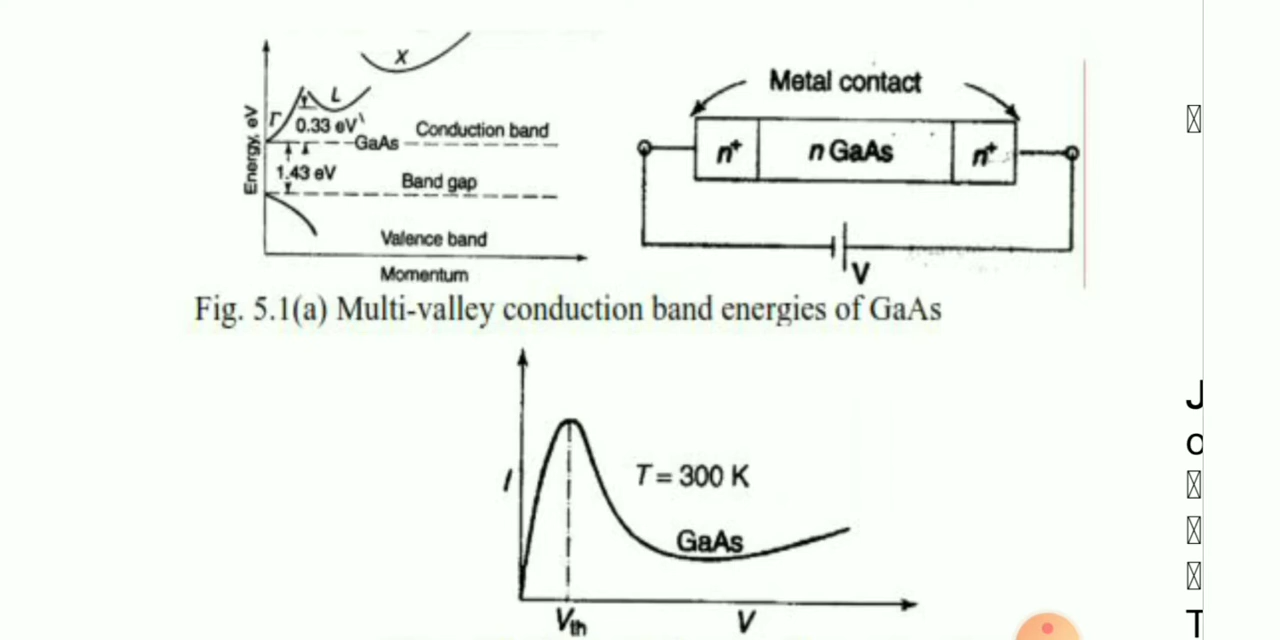 X
Γ
L
0.33 eV
Conduction band
GaAs
1.43 eV
Band gap
Valence band
Energy, eV
Momentum
Metal contact
n+
n GaAs
n+
V
Fig. 5.1(a) Multi-valley conduction band energies of GaAs
I
T = 300 K
GaAs
Vth
V
J
T